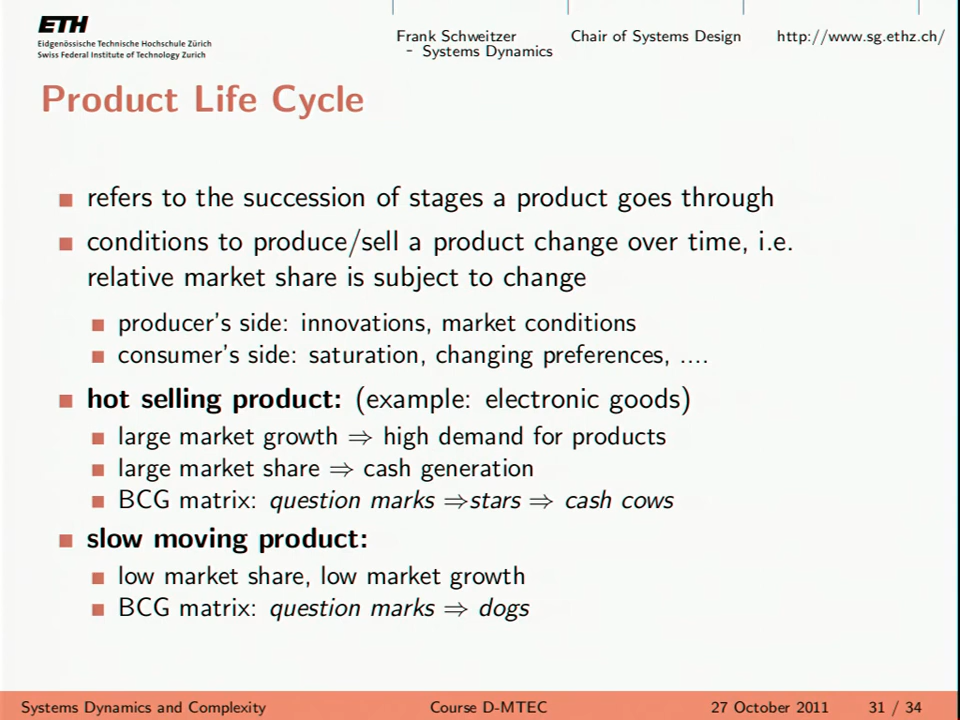 ETH
Eidgenössische Technische Hochschule Zürich
Swiss Federal Institute of Technology Zurich
Frank Schweitzer
- Systems Dynamics
Chair of Systems Design
http://www.sg.ethz.ch/
Product Life Cycle
refers to the succession of stages a product goes through
conditions to produce/sell a product change over time, i.e.
relative market share is subject to change
producer's side: innovations, market conditions
consumer's side: saturation, changing preferences, ....
hot selling product: (example: electronic goods)
large market growth ⇒ high demand for products
large market share ⇒ cash generation
BCG matrix: question marks ⇒stars ⇒ cash cows
slow moving product:
low market share, low market growth
BCG matrix: question marks ⇒ dogs
Systems Dynamics and Complexity
Course D-MTEC
27 October 2011
31 / 34